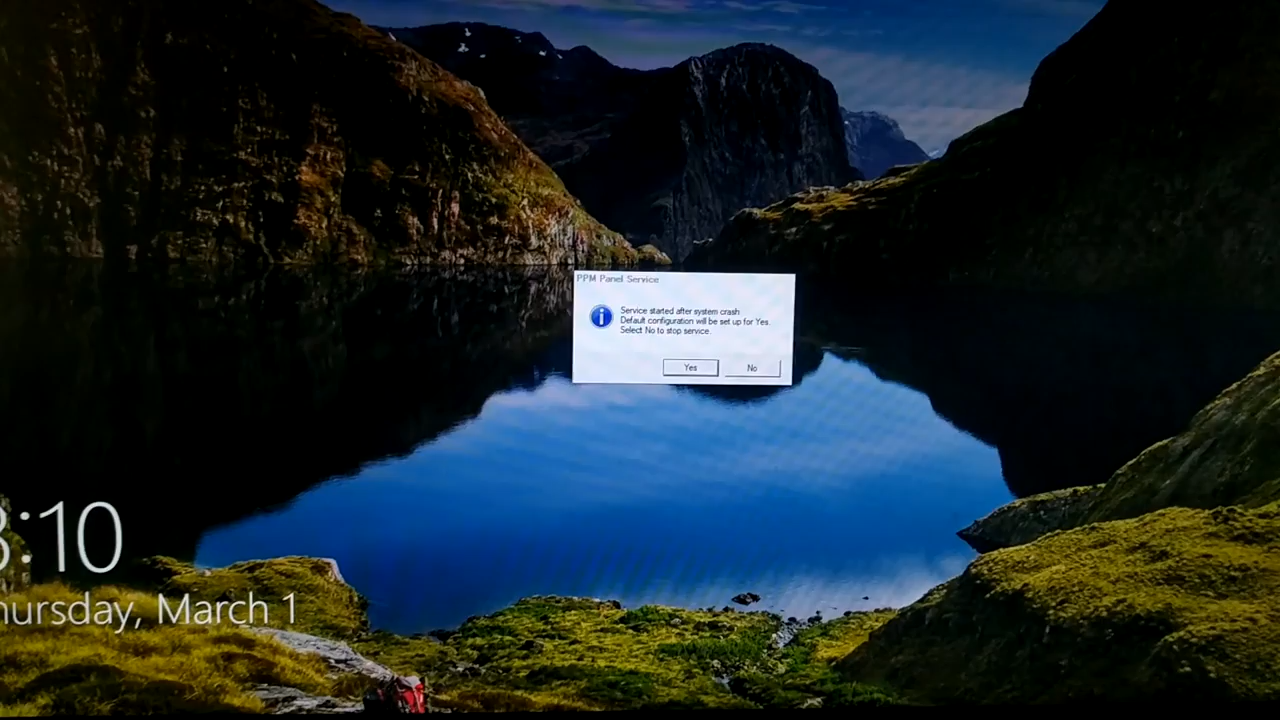 PPM Panel Service
Service started after system crash
Default configuration will be set up for Yes.
Select No to stop service.
Yes
No
:10
March 1